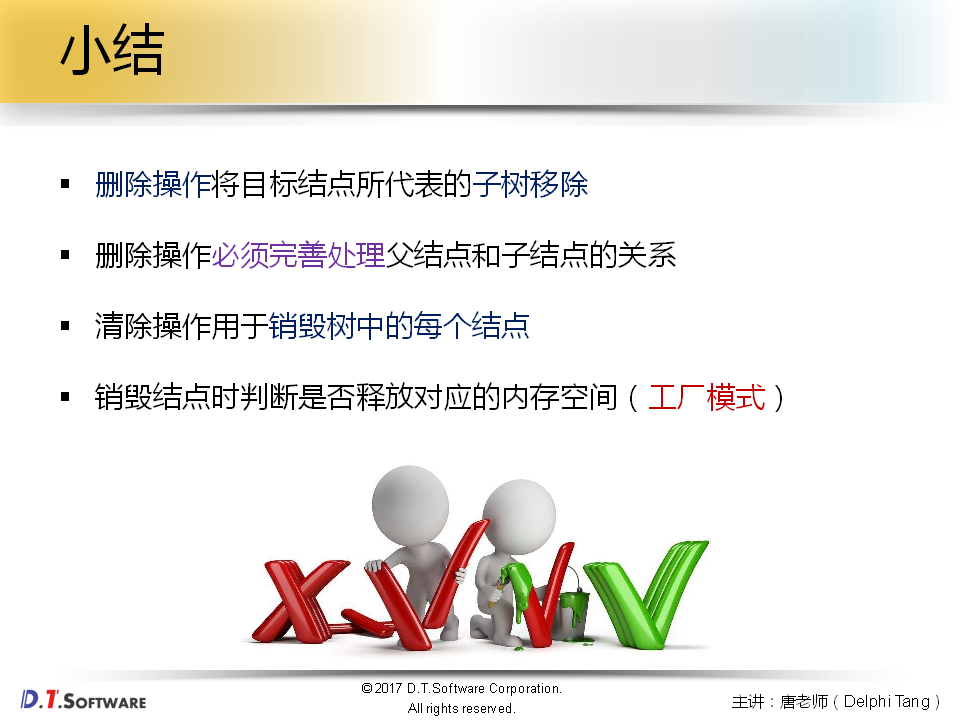 小结
▪ 删除操作将目标结点所代表的子树移除
▪ 删除操作必须完善处理父结点和子结点的关系
▪ 清除操作用于销毁树中的每个结点
▪ 销毁结点时判断是否释放对应的内存空间（工厂模式）
D.T.SOFTWARE
©2017 D.T.Software Corporation.
All rights reserved.
主讲：唐老师（Delphi Tang）